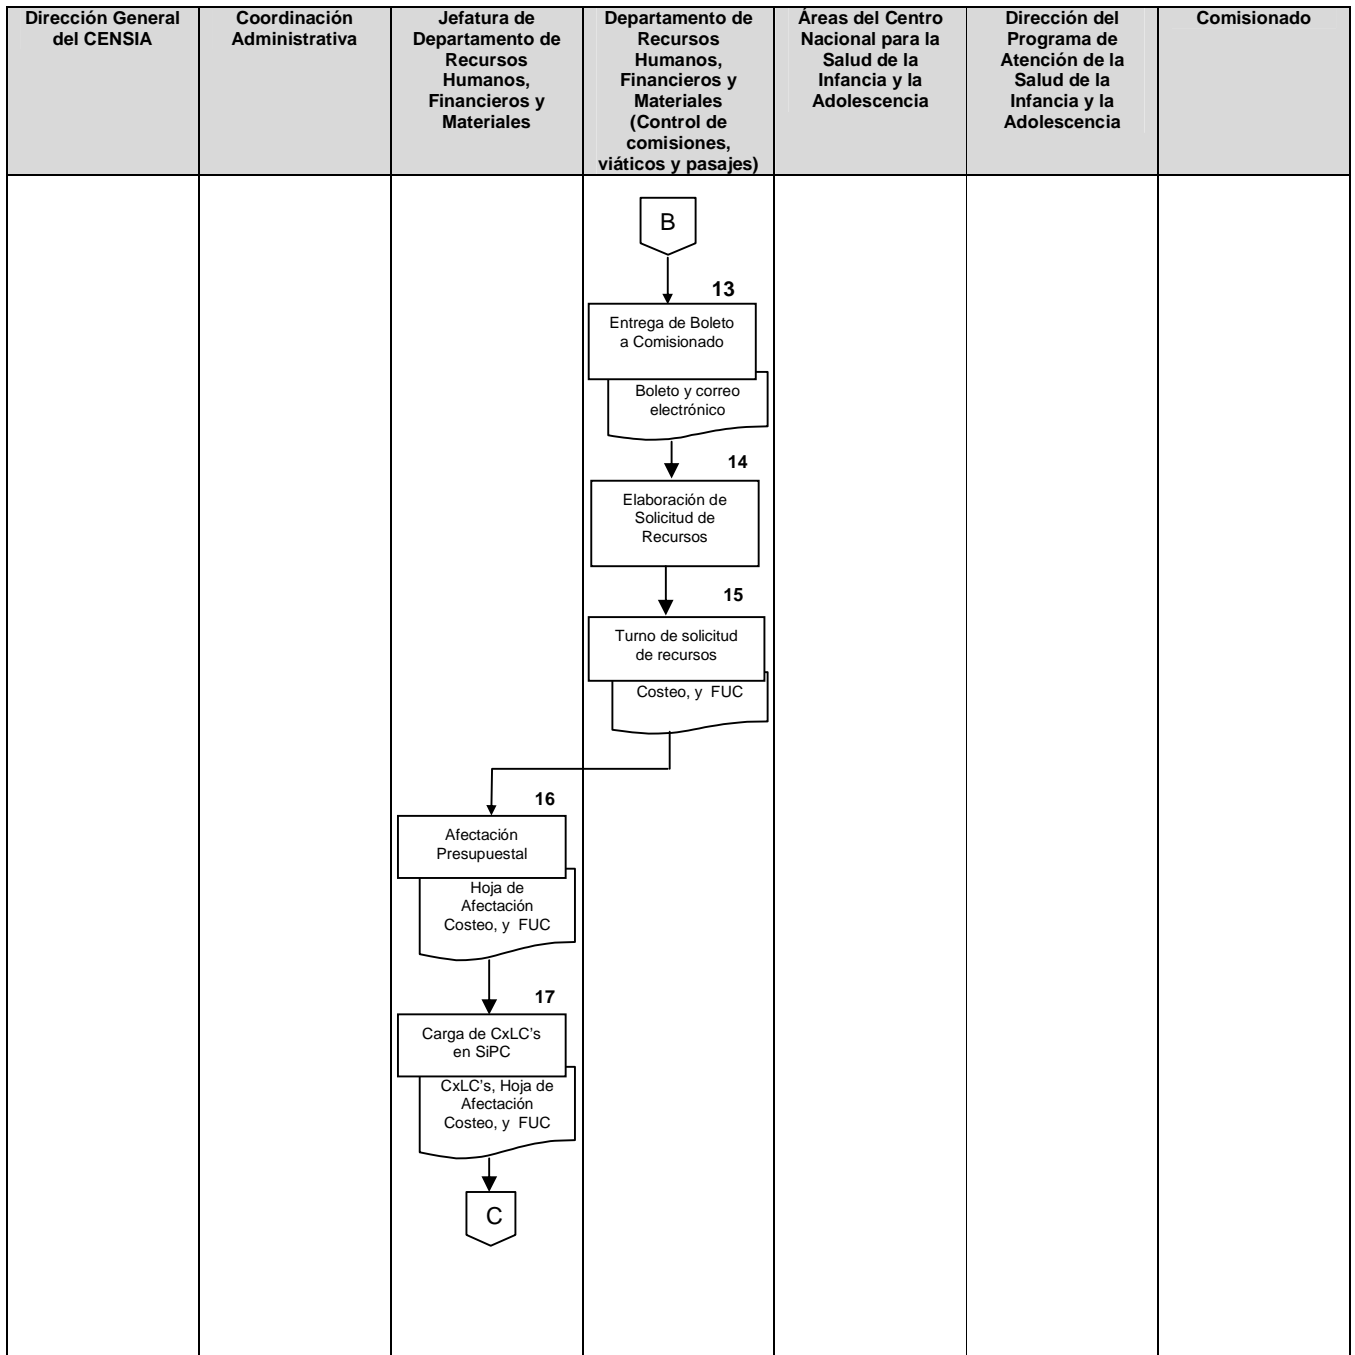 Dirección General
del CENSIA
Coordinación
Administrativa
Jefatura de
Departamento de
Recursos
Humanos,
Financieros y
Materiales
Departamento de
Recursos
Humanos,
Financieros y
Materiales
(Control de
comisiones,
viáticos y pasajes)
Áreas del Centro
Nacional para la
Salud de la
Infancia y la
Adolescencia
Dirección del
Programa de
Atención de la
Salud de la
Infancia y la
Adolescencia
Comisionado
B
13
Entrega de Boleto
a Comisionado
Boleto y correo
electrónico
14
Elaboración de
Solicitud de
Recursos
15
Turno de solicitud
de recursos
Costeo, y FUC
16
Afectación
Presupuestal
Hoja de
Afectación
Costeo, y FUC
17
Carga de CxLC's
en SiPC
CxLC's, Hoja de
Afectación
Costeo, y FUC
C